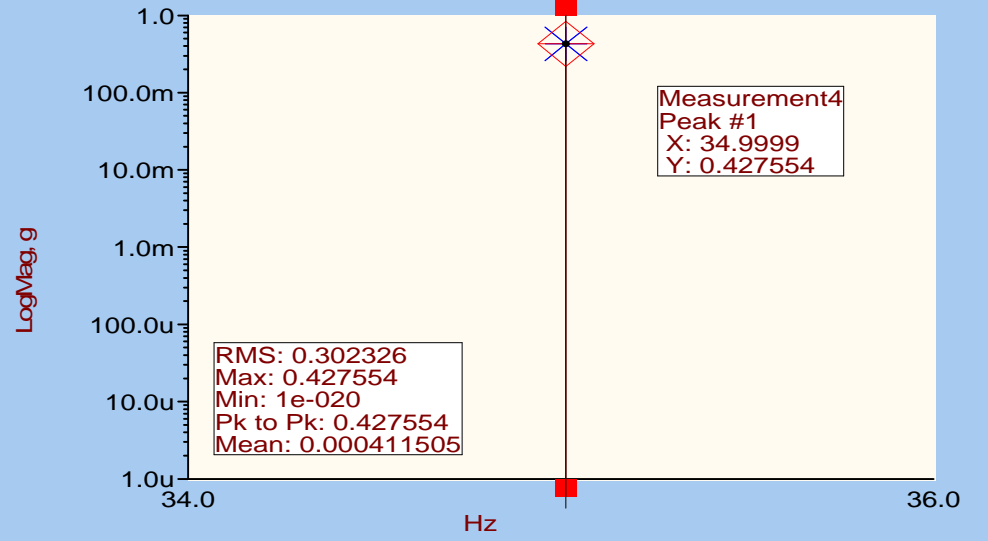 1.0
100.0m
10.0m
1.0m
100.0u
10.0u
1.0u
LogMag, g
Measurement4
Peak #1
X: 34.9999
Y: 0.427554
RMS: 0.302326
Max: 0.427554
Min: 1e-020
Pk to Pk: 0.427554
Mean: 0.000411505
34.0
36.0
Hz